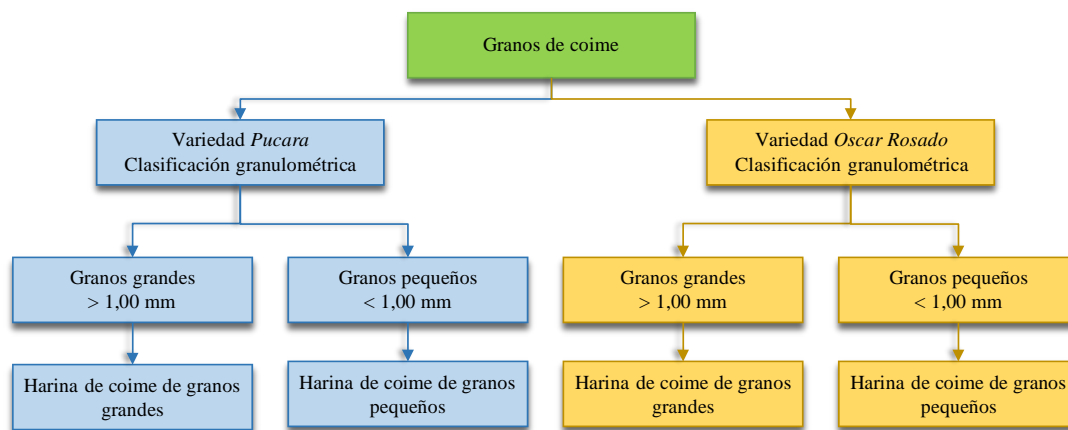 Granos de coime
Variedad Pucara
Clasificación granulométrica
Variedad Oscar Rosado
Clasificación granulométrica
Granos grandes
> 1,00 mm
Granos pequeños
< 1,00 mm
Granos grandes
> 1,00 mm
Granos pequeños
< 1,00 mm
Harina de coime de granos
grandes
Harina de coime de granos
pequeños
Harina de coime de granos
grandes
Harina de coime de granos
pequeños